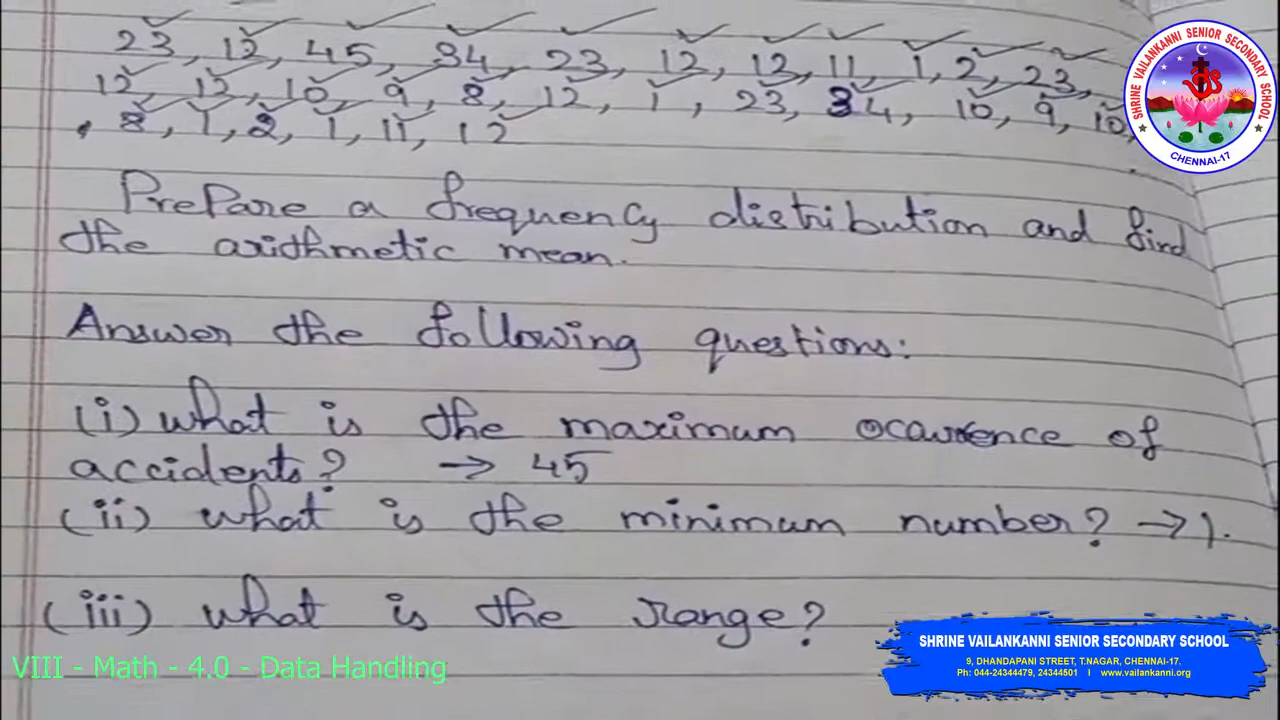 23, 12, 45, 34, 23, 12, 12, 11, 1, 2, 23,
12, 12, 10, 9, 8, 12, 1, 23, 34, 10, 9, 10,
8, 1, 2, 1, 11, 12
Prepare a frequency distribution and find
the arithmetic mean.
Answer the following questions:
(i) what is the maximum ocaurence of
accidents? → 45
(ii) what is the minimum number? → 1.
(iii) what is the range?
SHRINE VAILANKANNI SENIOR SECONDARY SCHOOL
CHENNAI-17
VIII - Math - 4.0 - Data Handling
SHRINE VAILANKANNI SENIOR SECONDARY SCHOOL
9, DHANDAPANI STREET, T.NAGAR, CHENNAI-17.
Ph: 044-24344479, 24344501 I www.vailankanni.org